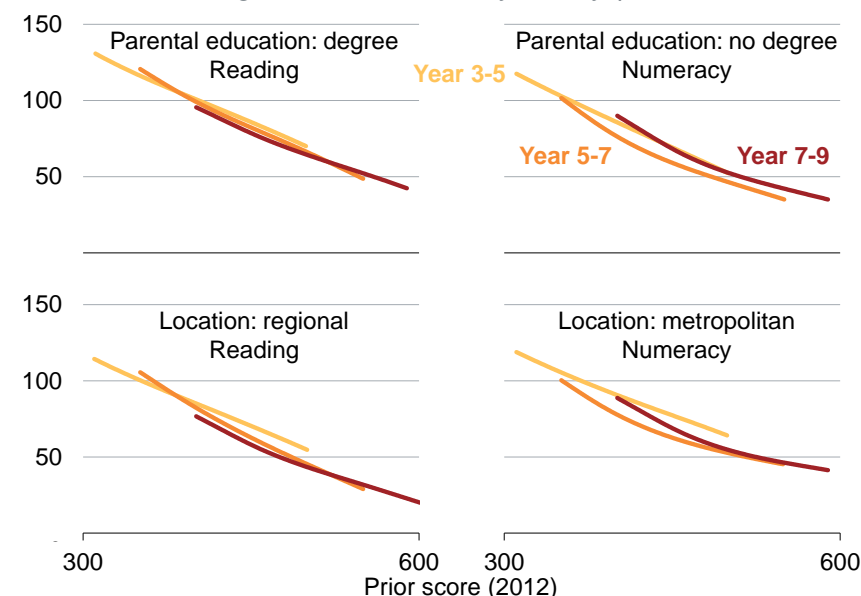 150
Parental education: degree
Reading
Parental education: no degree
Numeracy
Year 3-5
100
Year 5-7
Year 7-9
50
150
Location: regional
Reading
Location: metropolitan
Numeracy
100
50
300
600
300
600
Prior score (2012)